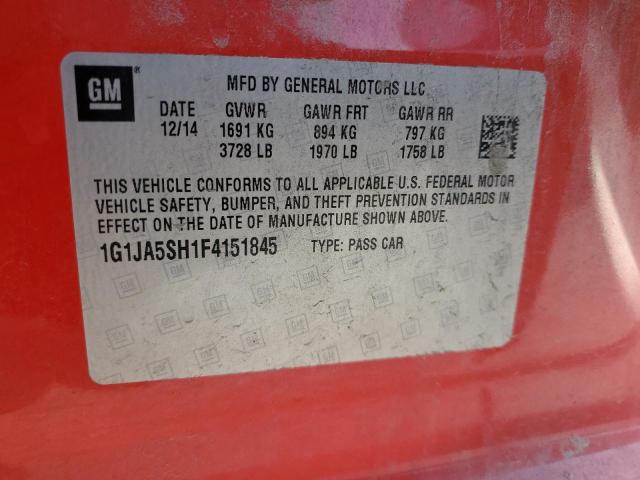 GM ® MFD BY GENERAL MOTORS LLC
DATE GVWR GAWR FRT GAWR RR
12/14 1691 KG 894 KG 797 KG
3728 LB 1970 LB 1758 LB
THIS VEHICLE CONFORMS TO ALL APPLICABLE U.S. FEDERAL MOTOR
VEHICLE SAFETY, BUMPER, AND THEFT PREVENTION STANDARDS IN
EFFECT ON THE DATE OF MANUFACTURE SHOWN ABOVE.
1G1JA5SH1F4151845 TYPE: PASS CAR